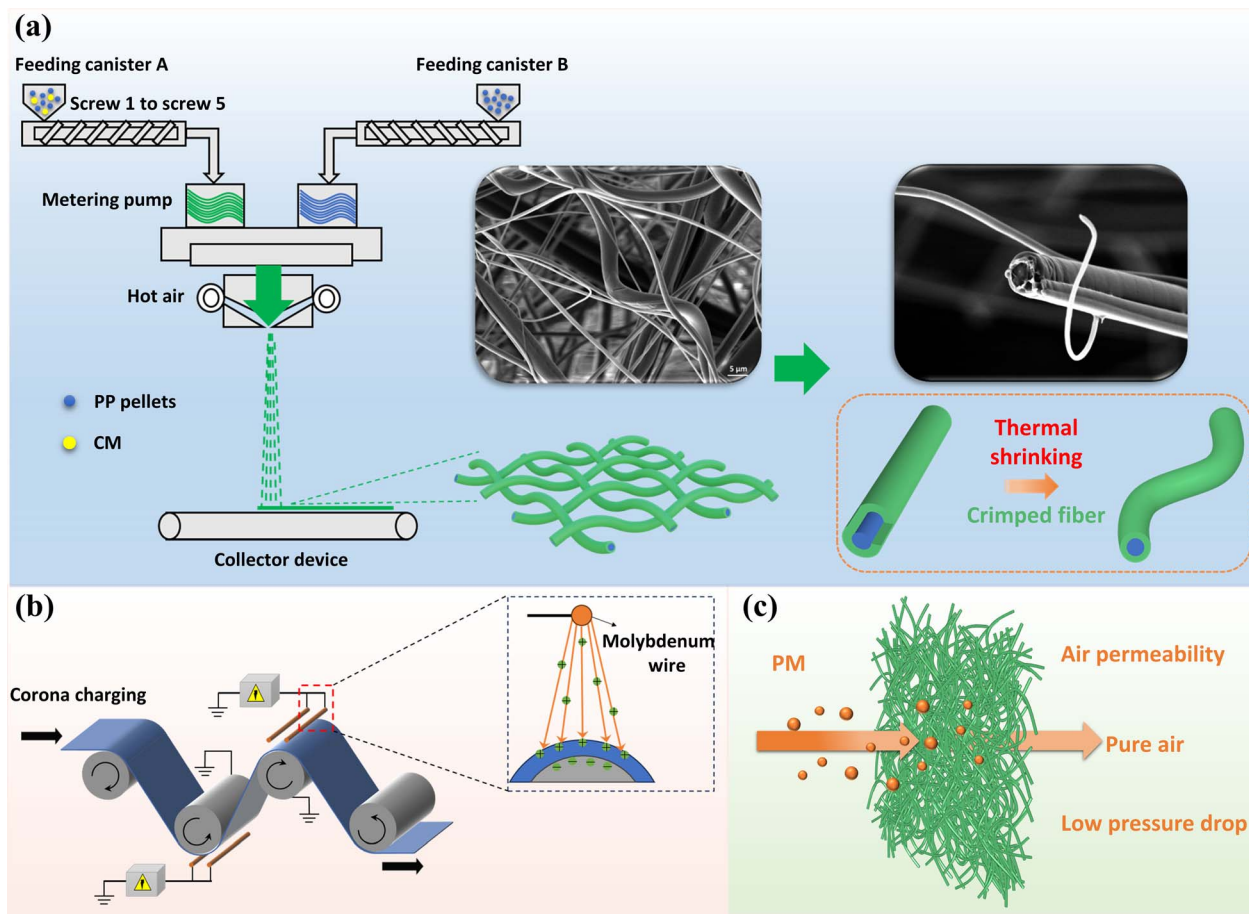 (a)
Feeding canister A
Feeding canister B
Screw 1 to screw 5
Metering pump
Hot air
5 μm
PP pellets
CM
Thermal
shrinking
Crimped fiber
Collector device
(b)
Molybdenum
wire
Corona charging
(c)
PM
Air permeability
Pure air
Low pressure drop